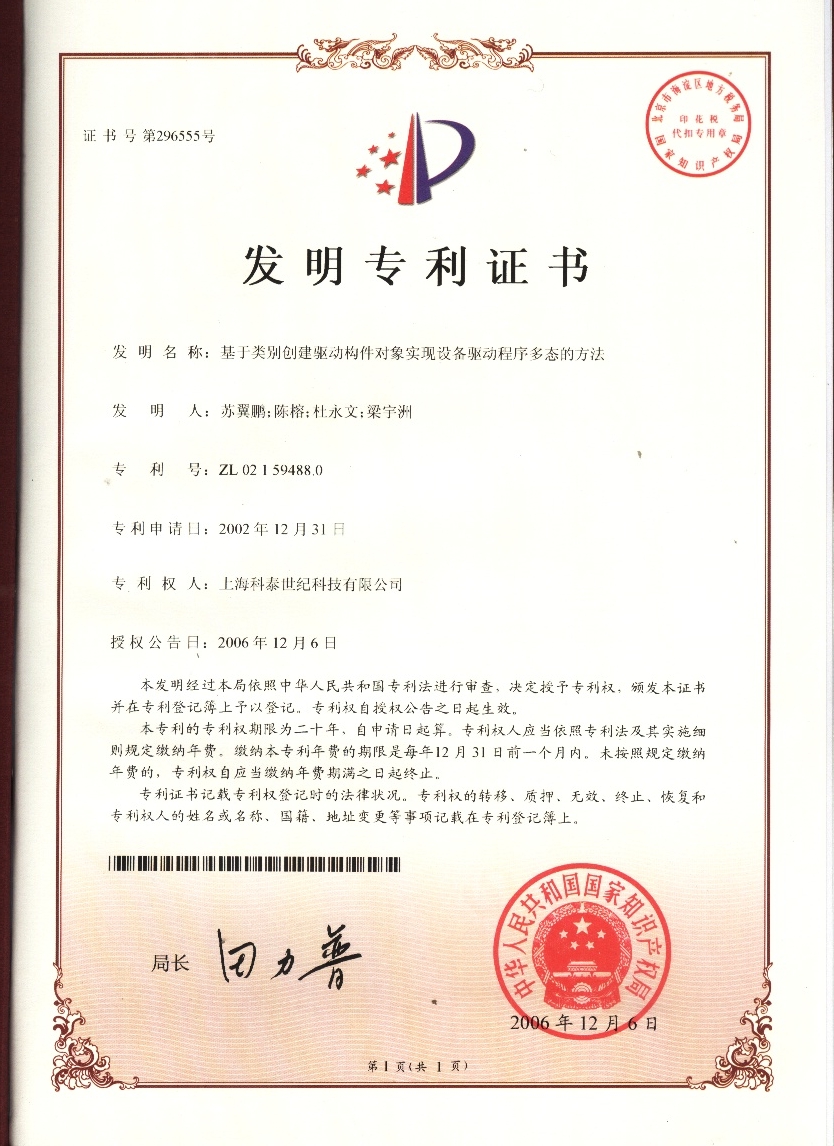 证书号第296555号
北京市海淀区地方税务局
印花税
代扣专用章
国家知识产权局
发明专利证书
发明名称：基于类别创建驱动构件对象实现设备驱动程序多态的方法
发明人：苏翼鹏；陈榕；杜永文；梁宇洲
专利号：ZL 02 1 59488.0
专利申请日：2002年12月31日
专利权人：上海科泰世纪科技有限公司
授权公告日：2006年12月6日
本发明经过本局依照中华人民共和国专利法进行审查，决定授予专利权，颁发本证书
并在专利登记簿上予以登记。专利权自授权公告之日起生效。
本专利的专利权期限为二十年，自申请日起算。专利权人应当依照专利法及其实施细
则规定缴纳年费。缴纳本专利年费的期限是每年12月31日前一个月内。未按照规定缴纳
年费的，专利权自应当缴纳年费期满之日起终止。
专利证书记载专利权登记时的法律状况。专利权的转移、质押、无效、终止、恢复和
专利权人的姓名或名称、国籍、地址变更等事项记载在专利登记簿上。
局长 田力普
中华人民共和国国家知识产权局
2006年12月6日
第1页(共1页)